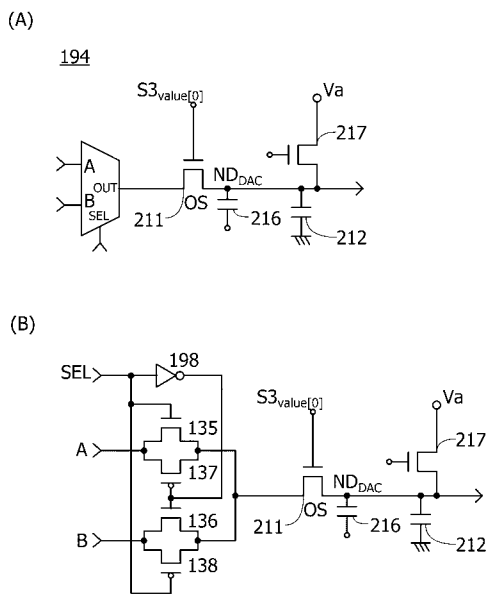 (A)
194
S3value[0]
Va
217
A
B
OUT
SEL
NDDAC
211
OS
216
212
(B)
SEL
198
S3value[0]
Va
135
217
A
137
NDDAC
136
211
OS
216
212
B
138